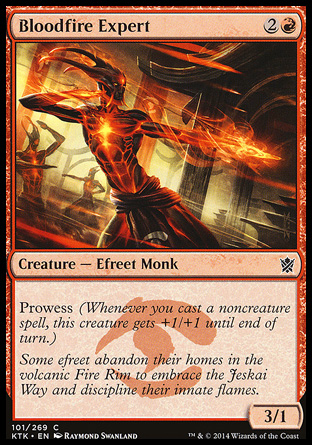 Bloodfire Expert 2
Creature — Efreet Monk
Prowess (Whenever you cast a noncreature
spell, this creature gets +1/+1 until end of
turn.)
Some efreet abandon their homes in the
volcanic Fire Rim to embrace the Jeskai
Way and discipline their innate flames.
3/1
101/269 C
KTK • EN RAYMOND SWANLAND
™ & © 2014 Wizards of the Coast